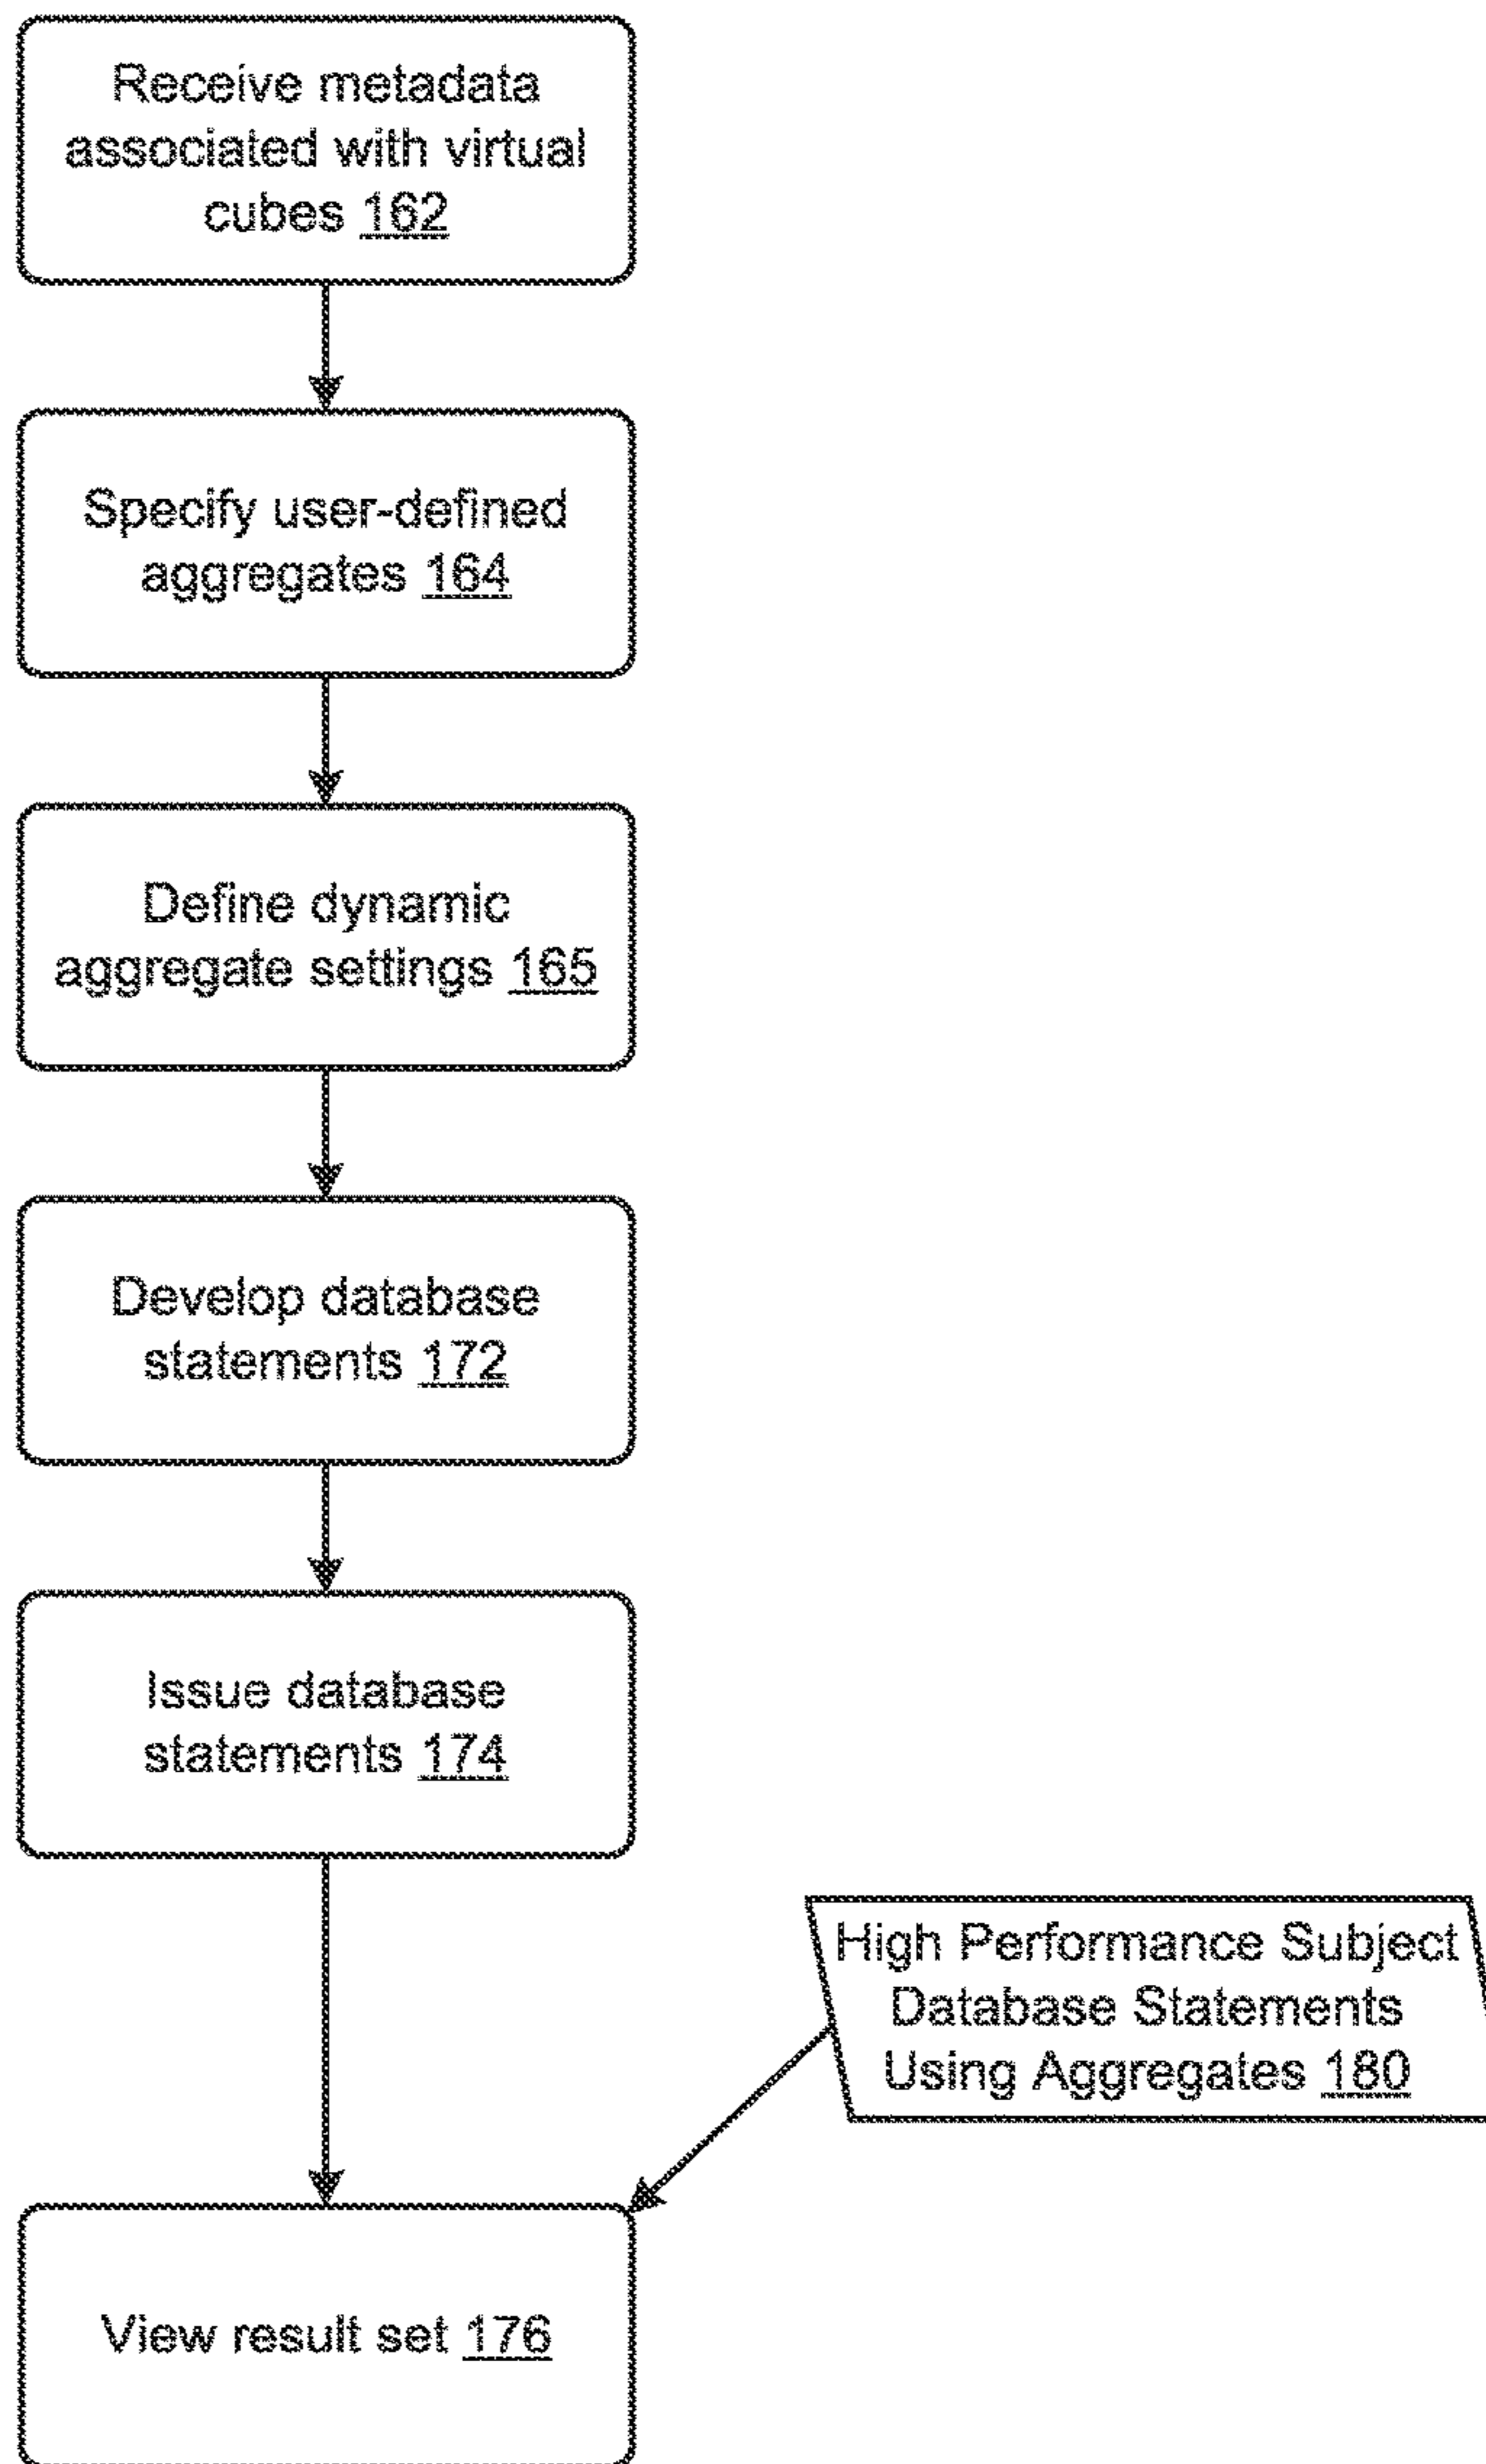 Receive metadata
associated with virtual
cubes 162
Specify user-defined
aggregates 164
Define dynamic
aggregate settings 165
Develop database
statements 172
Issue database
statements 174
High Performance Subject
Database Statements
Using Aggregates 180
View result set 176